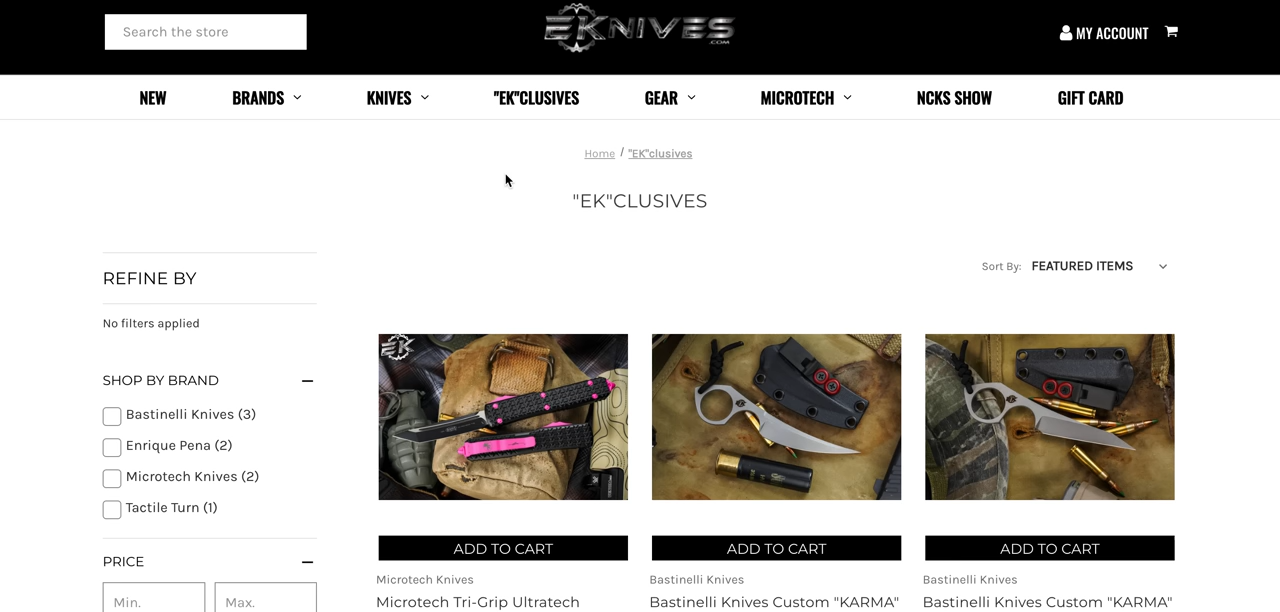 Search the store
EKNIVES
.COM
MY ACCOUNT
NEW
BRANDS
KNIVES
"EK"CLUSIVES
GEAR
MICROTECH
NCKS SHOW
GIFT CARD
Home / "EK"clusives
"EK"CLUSIVES
REFINE BY
No filters applied
SHOP BY BRAND
Bastinelli Knives (3)
Enrique Pena (2)
Microtech Knives (2)
Tactile Turn (1)
PRICE
Min.
Max.
Sort By: FEATURED ITEMS
EK
ADD TO CART
Microtech Knives
Microtech Tri-Grip Ultratech
ADD TO CART
Bastinelli Knives
Bastinelli Knives Custom "KARMA"
ADD TO CART
Bastinelli Knives
Bastinelli Knives Custom "KARMA"